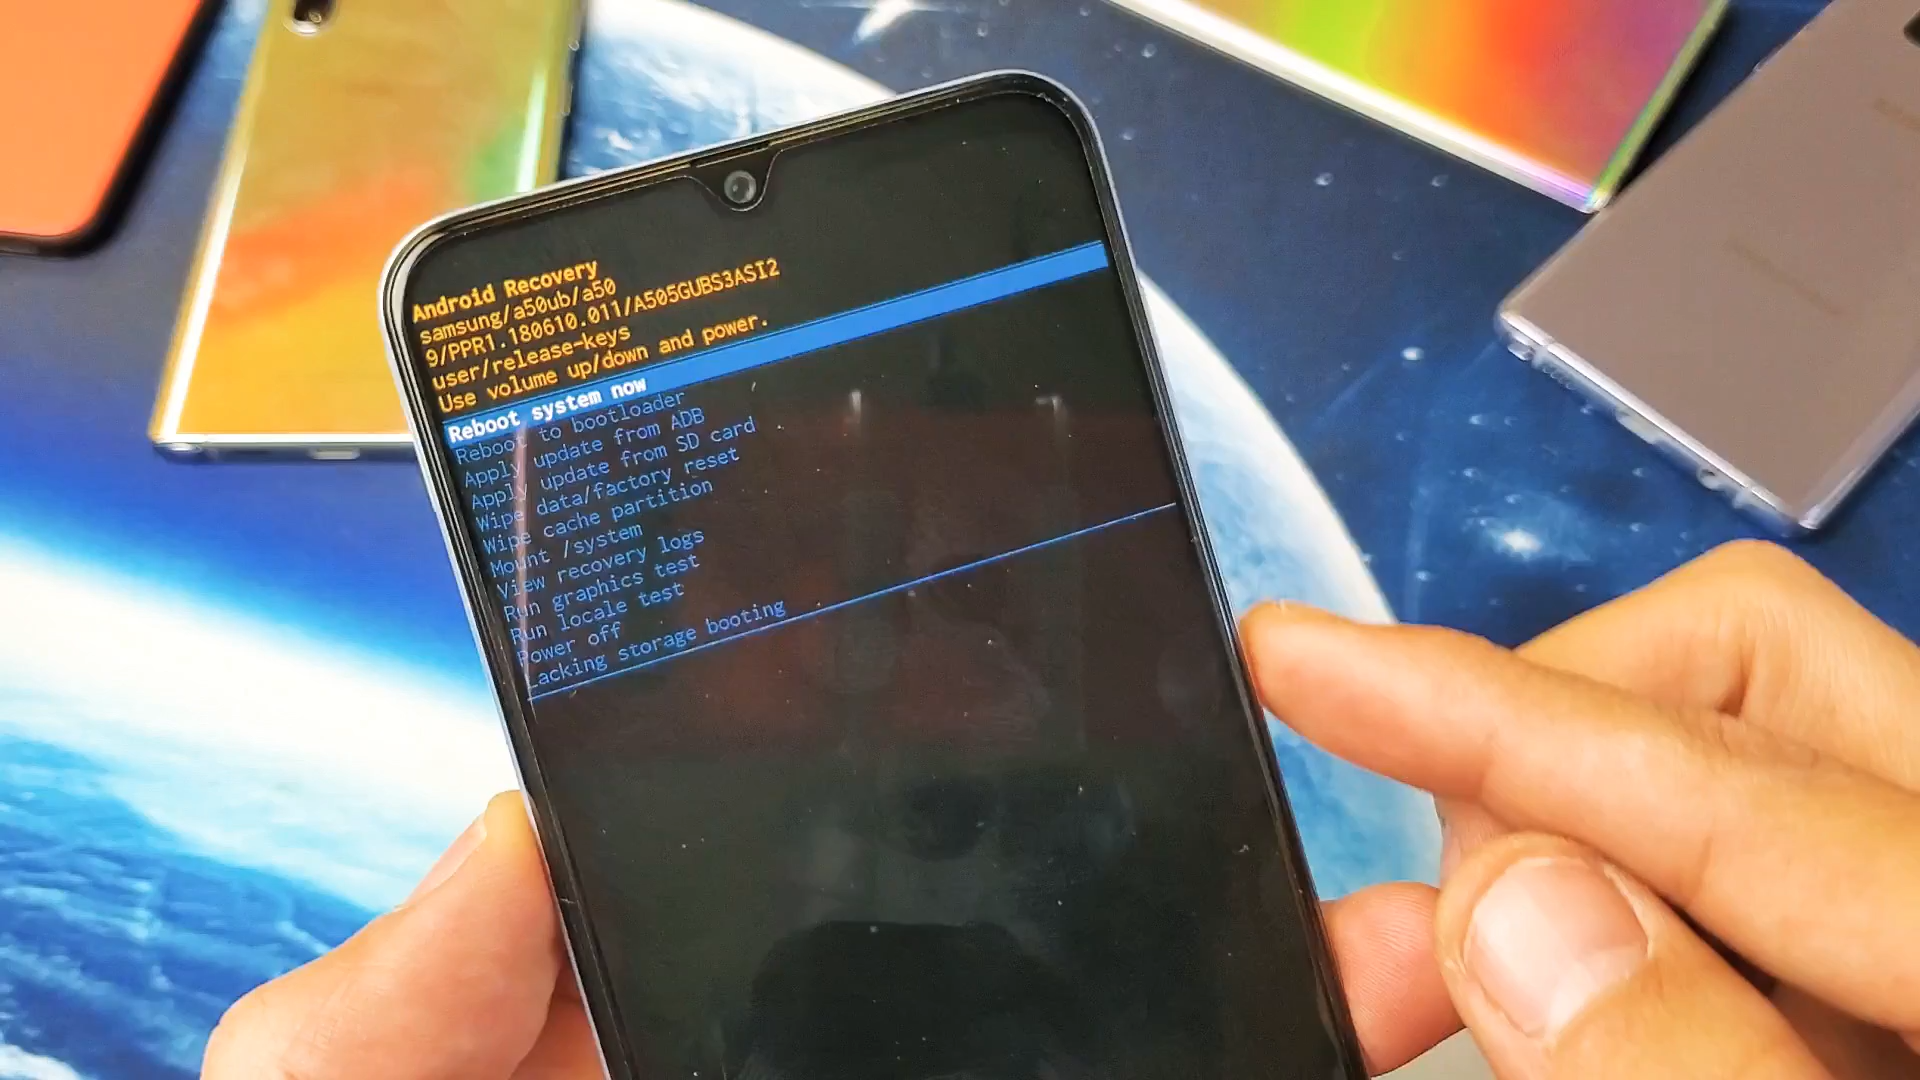 Android Recovery
samsung/a50ub/a50
9/PPR1.180610.011/A505GUBS3ASI2
user/release-keys
Use volume up/down and power.
Reboot system now
Reboot to bootloader
Apply update from ADB
Apply update from SD card
Wipe data/factory reset
Wipe cache partition
Mount /system
View recovery logs
Run graphics test
Run locale test
Power off
Lacking storage booting